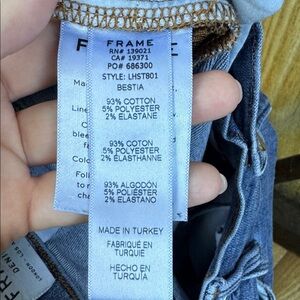 FRAME
RN# 139021
CA# 19371
PO# 686300
STYLE: LHST801
BESTIA
93% COTTON
5% POLYESTER
2% ELASTANE
93% COTON
5% POLYESTER
2% ÉLASTHANNE
93% ALGODÓN
5% POLIÉSTER
2% ELASTANO
MADE IN TURKEY
FABRIQUÉ EN
TURQUIE
HECHO EN
TURQUÍA